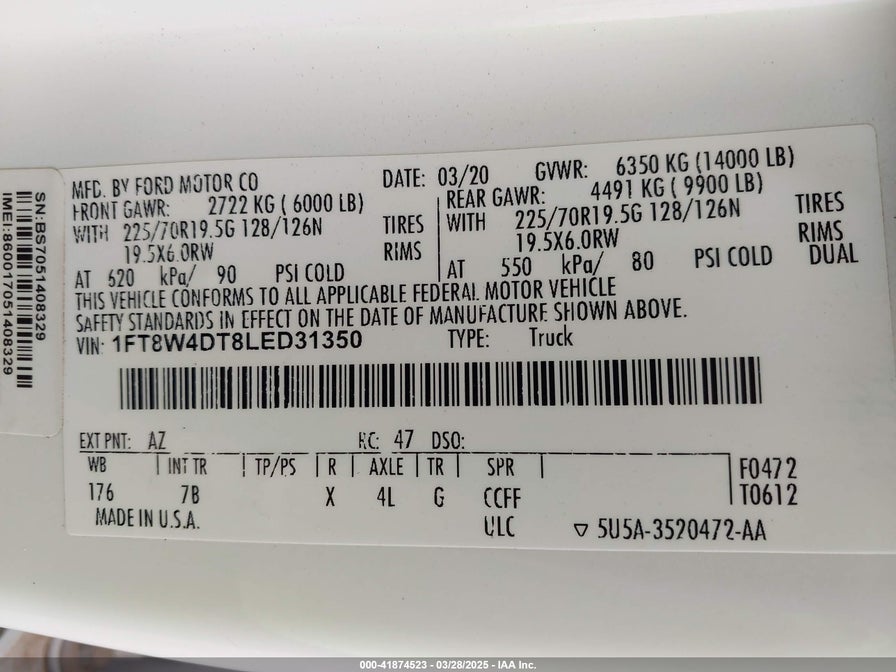 SN:BS7051408329
IMEI:860017051408329
MFD. BY FORD MOTOR CO
DATE: 03/20 GVWR: 6350 KG (14000 LB)
FRONT GAWR: 2722 KG ( 6000 LB)
WITH 225/70R19.5G 128/126N TIRES
19.5X6.0RW RIMS
AT 620 kPa/ 90 PSI COLD
REAR GAWR: 4491 KG ( 9900 LB)
WITH 225/70R19.5G 128/126N TIRES
19.5X6.0RW RIMS
AT 550 kPa/ 80 PSI COLD DUAL
THIS VEHICLE CONFORMS TO ALL APPLICABLE FEDERAL MOTOR VEHICLE
SAFETY STANDARDS IN EFFECT ON THE DATE OF MANUFACTURE SHOWN ABOVE.
VIN: 1FT8W4DT8LED31350 TYPE: Truck
EXT PNT: AZ RC: 47 DSO:
WB INT TR TP/PS R AXLE TR SPR F0472
176 7B X 4L G CCFF T0612
MADE IN U.S.A. ULC 5U5A-3520472-AA
000-41874523 — 03/28/2025 - IAA Inc.